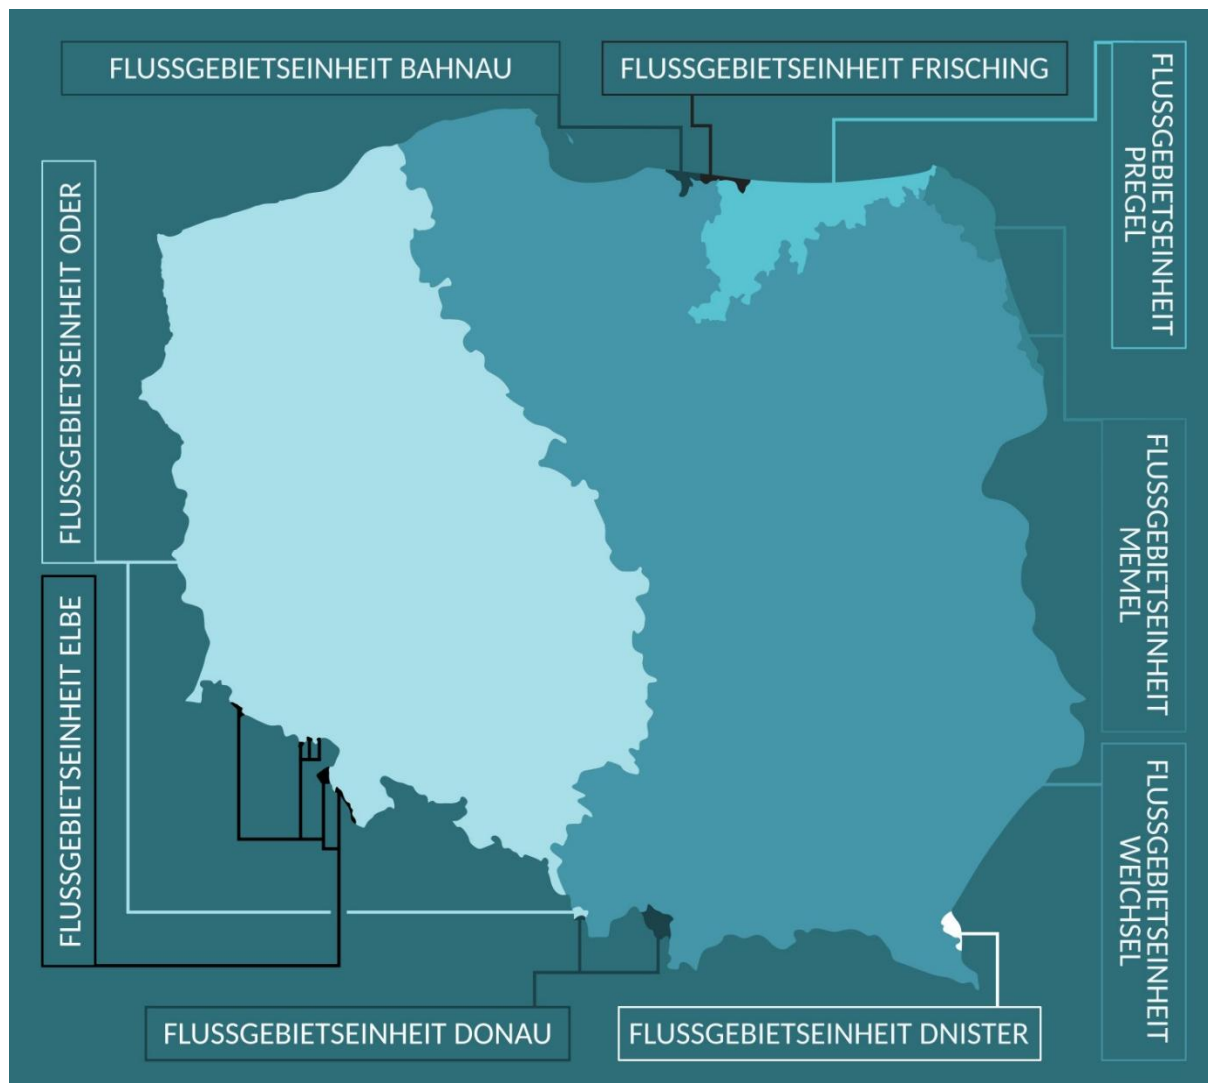 FLUSSGEBIETSEINHEIT BAHNAU
FLUSSGEBIETSEINHEIT FRISCHING
FLUSSGEBIETSEINHEIT
PREGEL
FLUSSGEBIETSEINHEIT ODER
FLUSSGEBIETSEINHEIT
MEMEL
FLUSSGEBIETSEINHEIT ELBE
FLUSSGEBIETSEINHEIT
WEICHSEL
FLUSSGEBIETSEINHEIT DONAU
FLUSSGEBIETSEINHEIT DNISTER